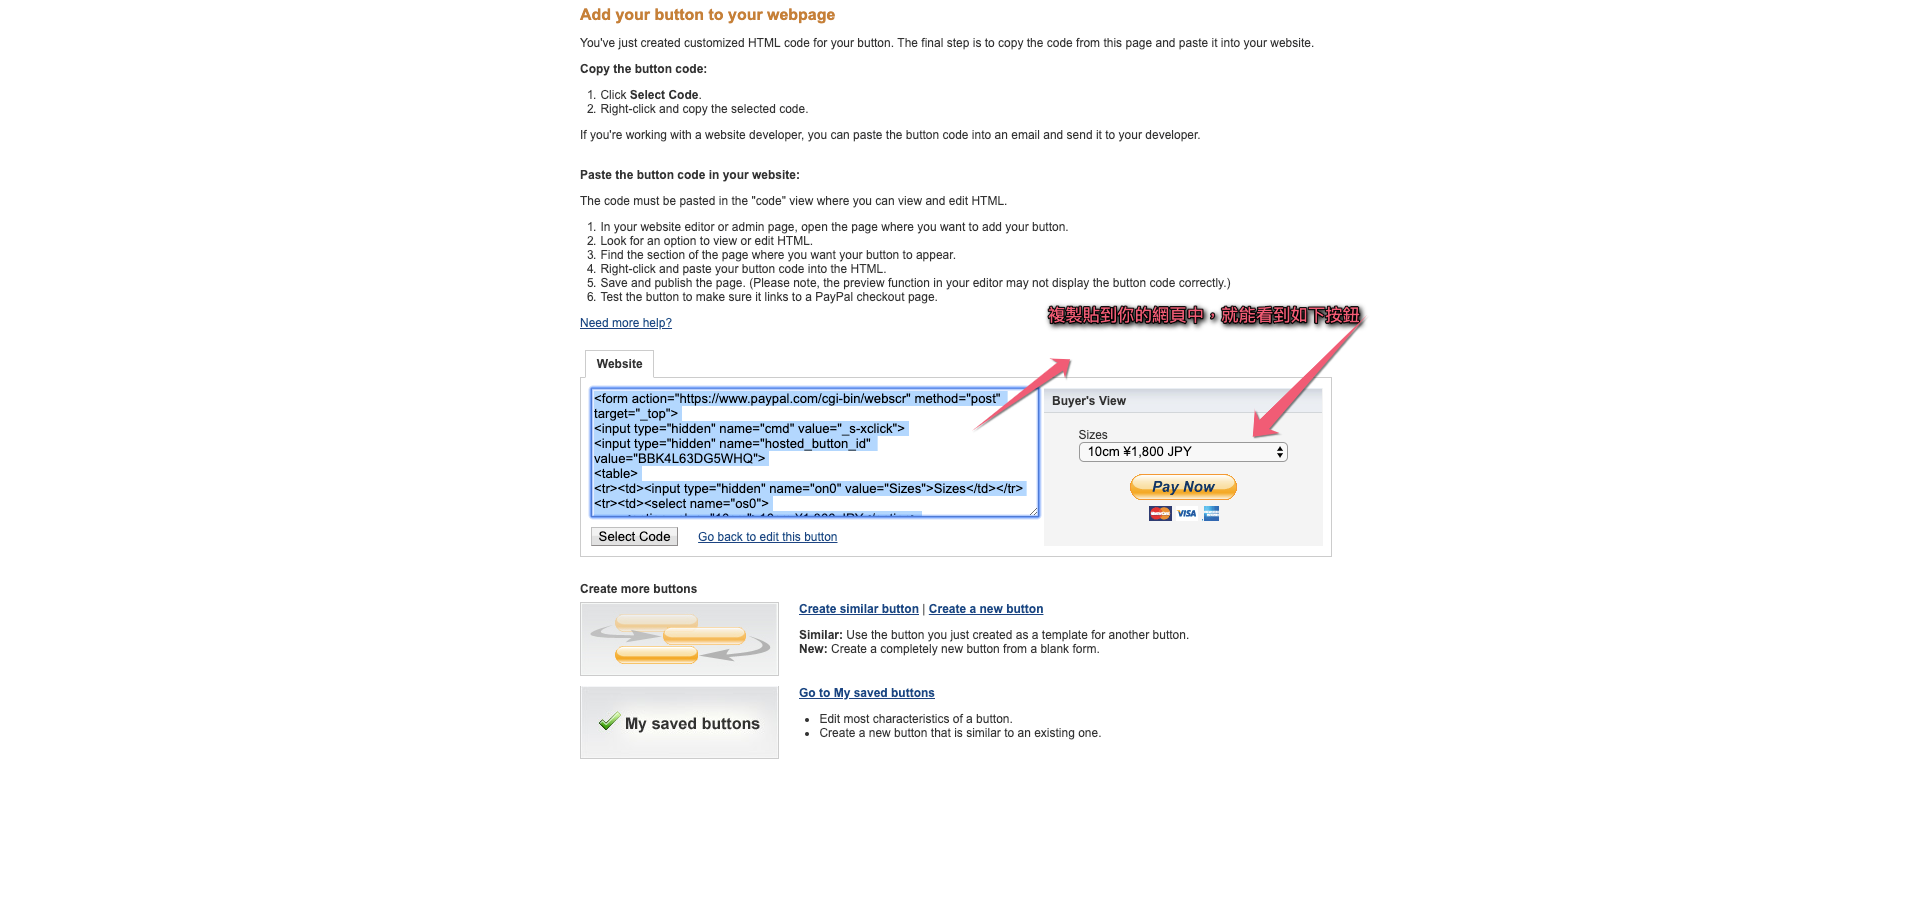 Add your button to your webpage
You've just created customized HTML code for your button. The final step is to copy the code from this page and paste it into your website.
Copy the button code:
1. Click Select Code.
2. Right-click and copy the selected code.
If you're working with a website developer, you can paste the button code into an email and send it to your developer.
Paste the button code in your website:
The code must be pasted in the "code" view where you can view and edit HTML.
1. In your website editor or admin page, open the page where you want to add your button.
2. Look for an option to view or edit HTML.
3. Find the section of the page where you want your button to appear.
4. Right-click and paste your button code into the HTML.
5. Save and publish the page. (Please note, the preview function in your editor may not display the button code correctly.)
6. Test the button to make sure it links to a PayPal checkout page.
複製貼到你的網頁中，就能看到如下按鈕
Need more help?
Website
<form action="https://www.paypal.com/cgi-bin/webscr" method="post"
target="_top">
<input type="hidden" name="cmd" value="_s-xclick">
<input type="hidden" name="hosted_button_id"
value="BBK4L63DG5WHQ">
<table>
<tr><td><input type="hidden" name="on0" value="Sizes">Sizes</td></tr>
<tr><td><select name="os0">
Buyer's View
Sizes
10cm ¥1,800 JPY
Pay Now
MasterCard
VISA
Select Code
Go back to edit this button
Create more buttons
Create similar button | Create a new button
Similar: Use the button you just created as a template for another button.
New: Create a completely new button from a blank form.
My saved buttons
Go to My saved buttons
• Edit most characteristics of a button.
• Create a new button that is similar to an existing one.